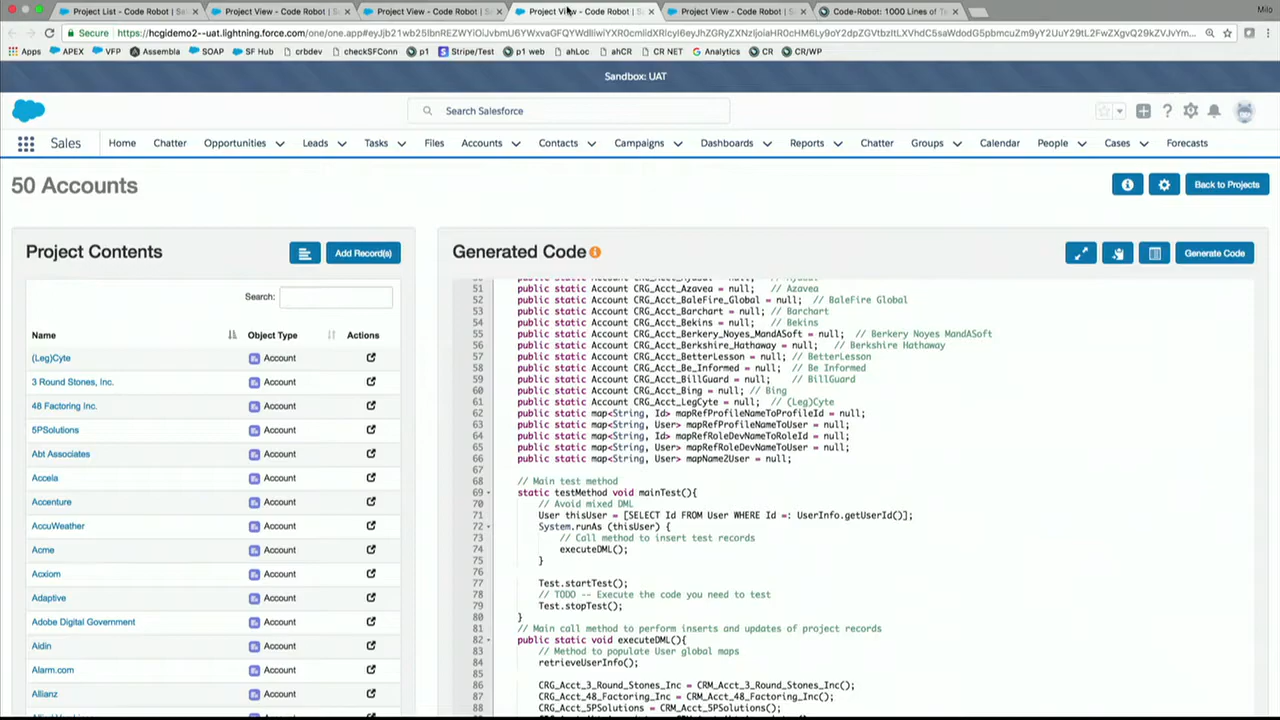 Project List - Code Robot | Sal
Project View - Code Robot | S
Project View - Code Robot | S
Project View - Code Robot | S
Project View - Code Robot | S
Code-Robot: 1000 Lines of Te
Milo
Secure
Apps
APEX
VFP
Assembla
SOAP
SF Hub
crbdev
checkSFConn
p1
Stripe/Test
p1 web
ahLoc
ahCR
CR NET
Analytics
CR
CR/WP
Sandbox: UAT
Search Salesforce
Sales
Home
Chatter
Opportunities
Leads
Tasks
Files
Accounts
Contacts
Campaigns
Dashboards
Reports
Chatter
Groups
Calendar
People
Cases
Forecasts
50 Accounts
Back to Projects
Project Contents
Add Record(s)
Search:
Name Object Type Actions
(Leg)Cyte Account
3 Round Stones, Inc. Account
48 Factoring Inc. Account
5PSolutions Account
Abt Associates Account
Accela Account
Accenture Account
AccuWeather Account
Acme Account
Acxiom Account
Adaptive Account
Adobe Digital Government Account
Aidin Account
Alarm.com Account
Allianz Account
Generated Code
Generate Code
51 public static Account CRG_Acct_Azavea = null; // Azavea
52 public static Account CRG_Acct_BaleFire_Global = null; // BaleFire Global
53 public static Account CRG_Acct_Barchart = null; // Barchart
54 public static Account CRG_Acct_Bekins = null; // Bekins
55 public static Account CRG_Acct_Berkery_Noyes_MandASoft = null; // Berkery Noyes MandASoft
56 public static Account CRG_Acct_Berkshire_Hathaway = null; // Berkshire Hathaway
57 public static Account CRG_Acct_BetterLesson = null; // BetterLesson
58 public static Account CRG_Acct_Be_Informed = null; // Be Informed
59 public static Account CRG_Acct_BillGuard = null; // BillGuard
60 public static Account CRG_Acct_Bing = null; // Bing
61 public static Account CRG_Acct_LegCyte = null; // (Leg)Cyte
62 public static map<String, Id> mapRefProfileNameToProfileId = null;
63 public static map<String, User> mapRefProfileNameToUser = null;
64 public static map<String, Id> mapRefRoleDevNameToRoleId = null;
65 public static map<String, User> mapRefRoleDevNameToUser = null;
66 public static map<String, User> mapName2User = null;
67
68 // Main test method
69 static testMethod void mainTest(){
70 // Avoid mixed DML
71 User thisUser = [SELECT Id FROM User WHERE Id =: UserInfo.getUserId()];
72 System.runAs (thisUser) {
73 // Call method to insert test records
74 executeDML();
75 }
76
77 Test.startTest();
78 // TODO -- Execute the code you need to test
79 Test.stopTest();
80 }
81 // Main call method to perform inserts and updates of project records
82 public static void executeDML(){
83 // Method to populate User global maps
84 retrieveUserInfo();
85
86 CRG_Acct_3_Round_Stones_Inc = CRM_Acct_3_Round_Stones_Inc();
87 CRG_Acct_48_Factoring_Inc = CRM_Acct_48_Factoring_Inc();
88 CRG_Acct_5PSolutions = CRM_Acct_5PSolutions();